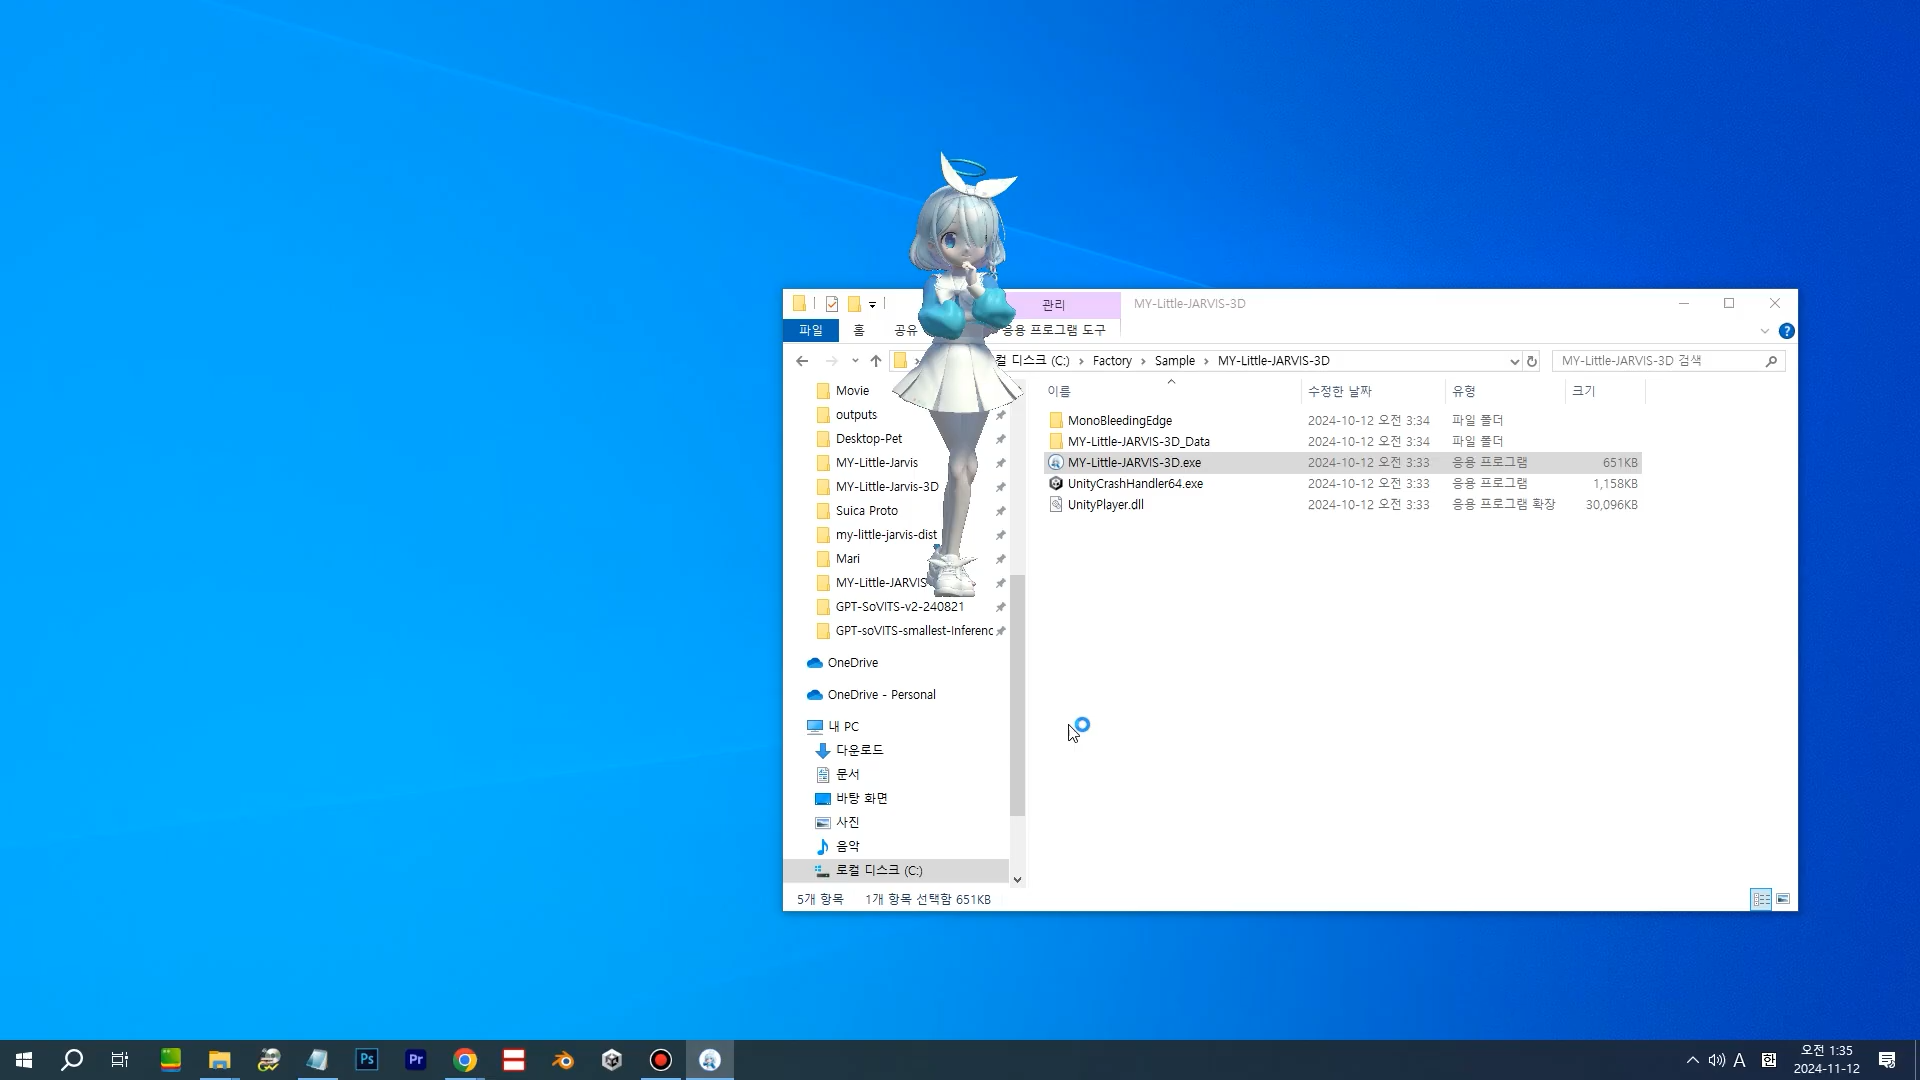 관리
MY-Little-JARVIS-3D
파일
홈
공유
응용 프로그램 도구
컬 디스크 (C:) › Factory › Sample › MY-Little-JARVIS-3D
MY-Little-JARVIS-3D 검색
이름
수정한 날짜
유형
크기
Movie
outputs
Desktop-Pet
MY-Little-Jarvis
MY-Little-Jarvis-3D
Suica Proto
my-little-jarvis-dist
Mari
MY-Little-JARVIS
GPT-SoVITS-v2-240821
GPT-soVITS-smallest-Inferenc
OneDrive
OneDrive - Personal
내 PC
다운로드
문서
바탕 화면
사진
음악
로컬 디스크 (C:)
MonoBleedingEdge 2024-10-12 오전 3:34 파일 폴더
MY-Little-JARVIS-3D_Data 2024-10-12 오전 3:34 파일 폴더
MY-Little-JARVIS-3D.exe 2024-10-12 오전 3:33 응용 프로그램 651KB
UnityCrashHandler64.exe 2024-10-12 오전 3:33 응용 프로그램 1,158KB
UnityPlayer.dll 2024-10-12 오전 3:33 응용 프로그램 확장 30,096KB
5개 항목 1개 항목 선택함 651KB
Ps
Pr
A
한
오전 1:35
2024-11-12